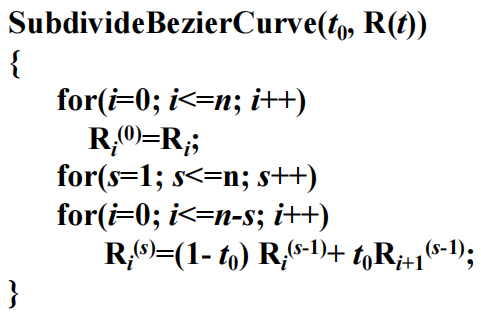 SubdivideBezierCurve(t₀, R(t))
{
for(i=0; i<=n; i++)
Rᵢ⁽⁰⁾=Rᵢ;
for(s=1; s<=n; s++)
for(i=0; i<=n-s; i++)
Rᵢ⁽ˢ⁾=(1- t₀) Rᵢ⁽ˢ⁻¹⁾+ t₀Rᵢ₊₁⁽ˢ⁻¹⁾;
}